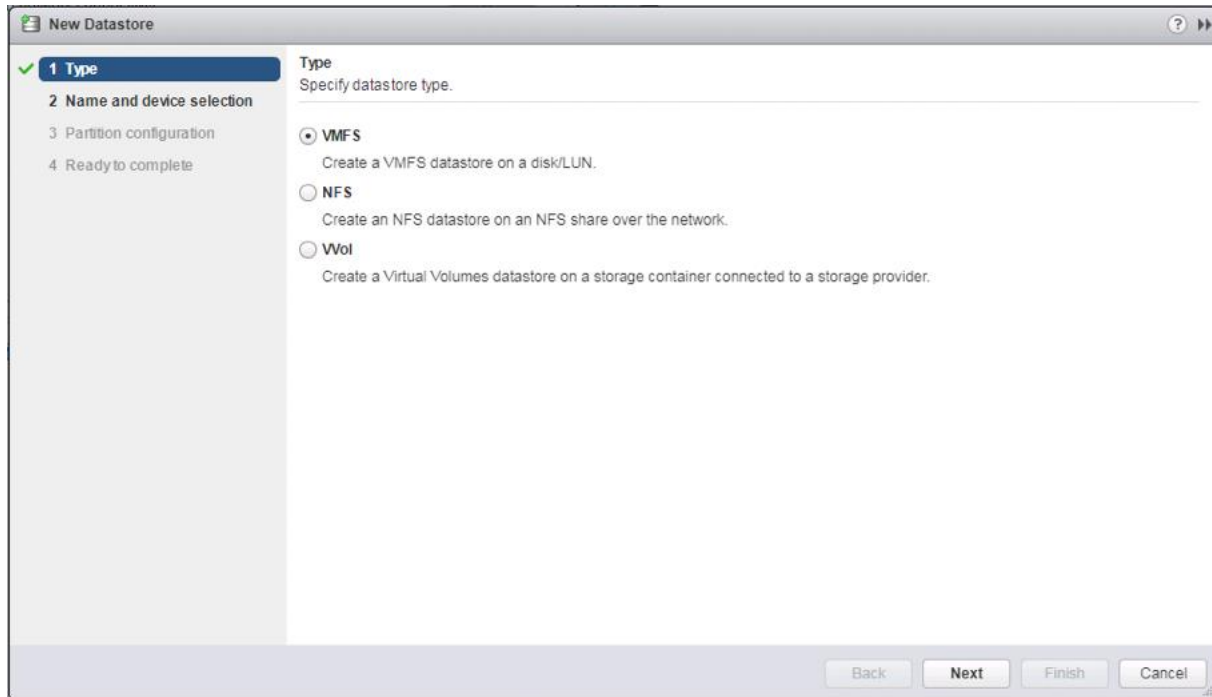 New Datastore
?
1 Type
2 Name and device selection
3 Partition configuration
4 Ready to complete
Type
Specify datastore type.
VMFS
Create a VMFS datastore on a disk/LUN.
NFS
Create an NFS datastore on an NFS share over the network.
VVol
Create a Virtual Volumes datastore on a storage container connected to a storage provider.
Back Next Finish Cancel